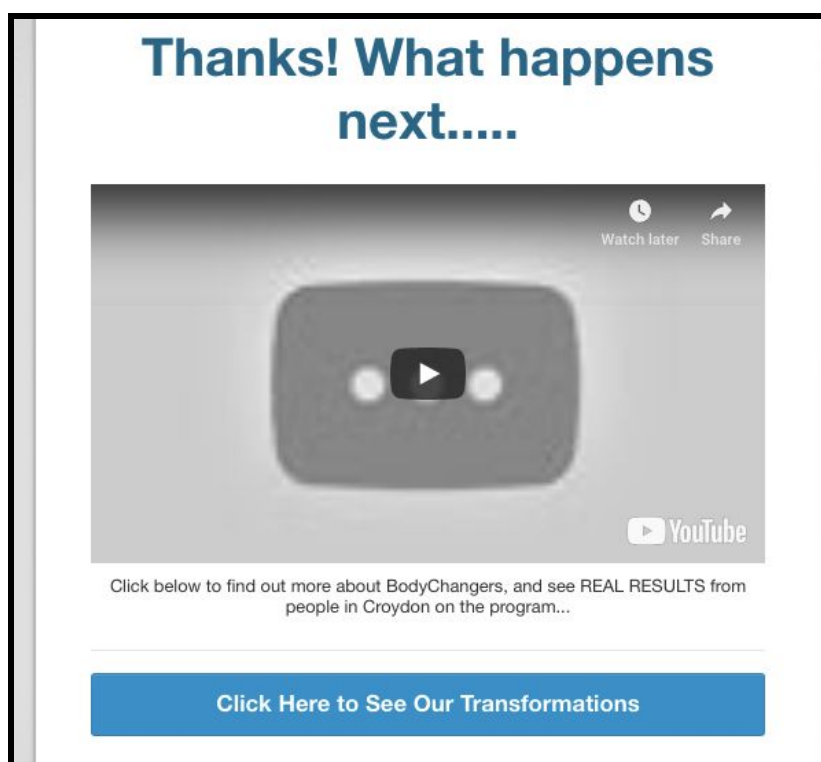 Thanks! What happens
next.....
Watch later Share
YouTube
Click below to find out more about BodyChangers, and see REAL RESULTS from
people in Croydon on the program...
Click Here to See Our Transformations